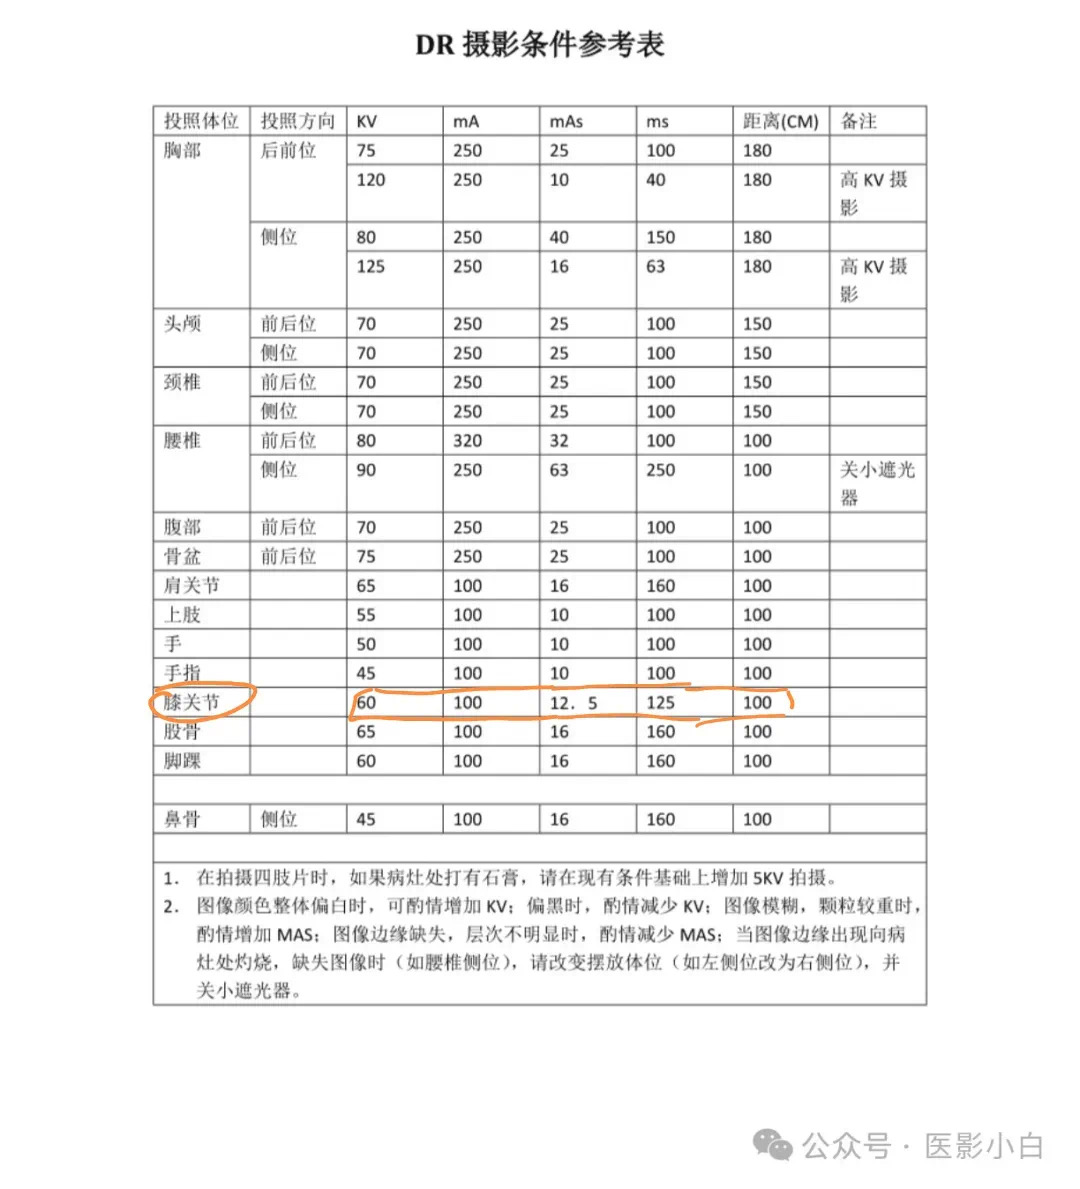 DR 摄影条件参考表
投照体位 投照方向 KV mA mAs ms 距离(CM) 备注
胸部 后前位 75 250 25 100 180
120 250 10 40 180 高 KV 摄
影
侧位 80 250 40 150 180
125 250 16 63 180 高 KV 摄
影
头颅 前后位 70 250 25 100 150
侧位 70 250 25 100 150
颈椎 前后位 70 250 25 100 150
侧位 70 250 25 100 150
腰椎 前后位 80 320 32 100 100
侧位 90 250 63 250 100 关小遮光
器
腹部 前后位 70 250 25 100 100
骨盆 前后位 75 250 25 100 100
肩关节 65 100 16 160 100
上肢 55 100 10 100 100
手 50 100 10 100 100
手指 45 100 10 100 100
膝关节 60 100 12．5 125 100
股骨 65 100 16 160 100
脚踝 60 100 16 160 100
鼻骨 侧位 45 100 16 160 100
1. 在拍摄四肢片时，如果病灶处打有石膏，请在现有条件基础上增加 5KV 拍摄。
2. 图像颜色整体偏白时，可酌情增加 KV；偏黑时，酌情减少 KV；图像模糊，颗粒较重时，
酌情增加 MAS；图像边缘缺失，层次不明显时，酌情减少 MAS；当图像边缘出现向病
灶处灼烧，缺失图像时（如腰椎侧位），请改变摆放体位（如左侧位改为右侧位），并
关小遮光器。
公众号 · 医影小白